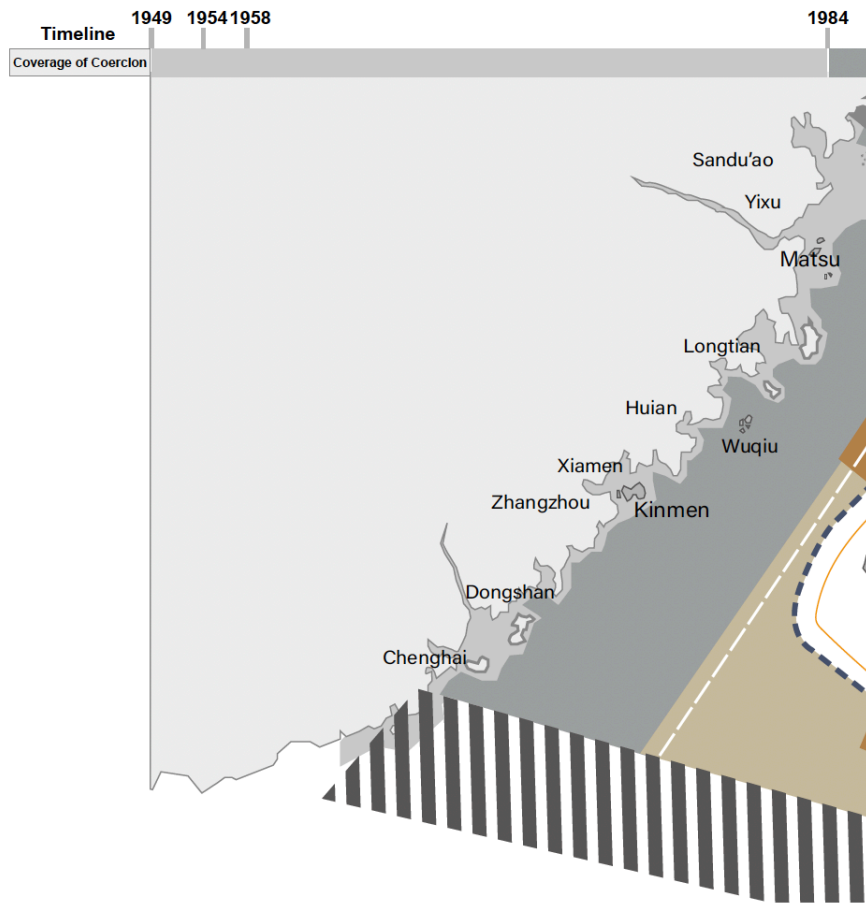 1949 1954 1958 1984
Timeline
Coverage of Coercion
Sandu'ao
Yixu
Matsu
Longtian
Huian
Wuqiu
Xiamen
Zhangzhou
Kinmen
Dongshan
Chenghai